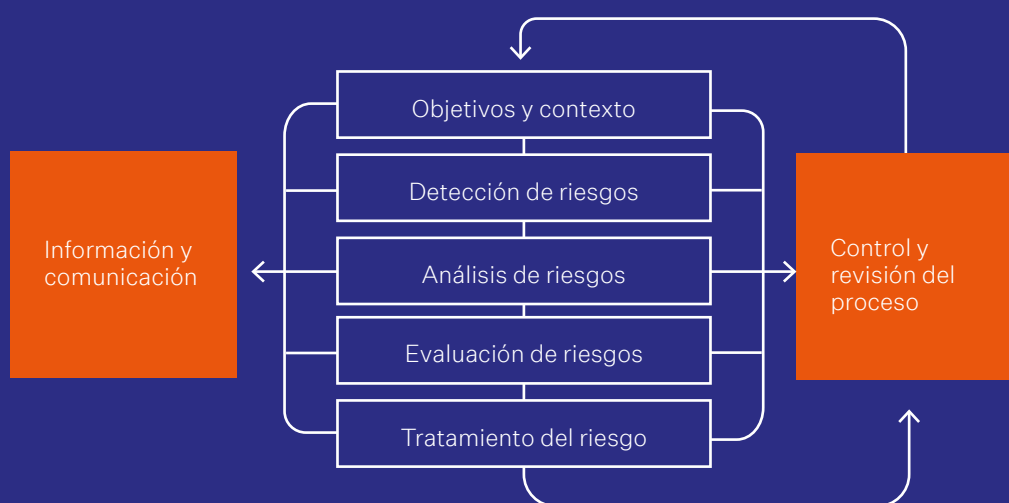 Objetivos y contexto
Detección de riesgos
Análisis de riesgos
Evaluación de riesgos
Tratamiento del riesgo
Información y
comunicación
Control y
revisión del
proceso